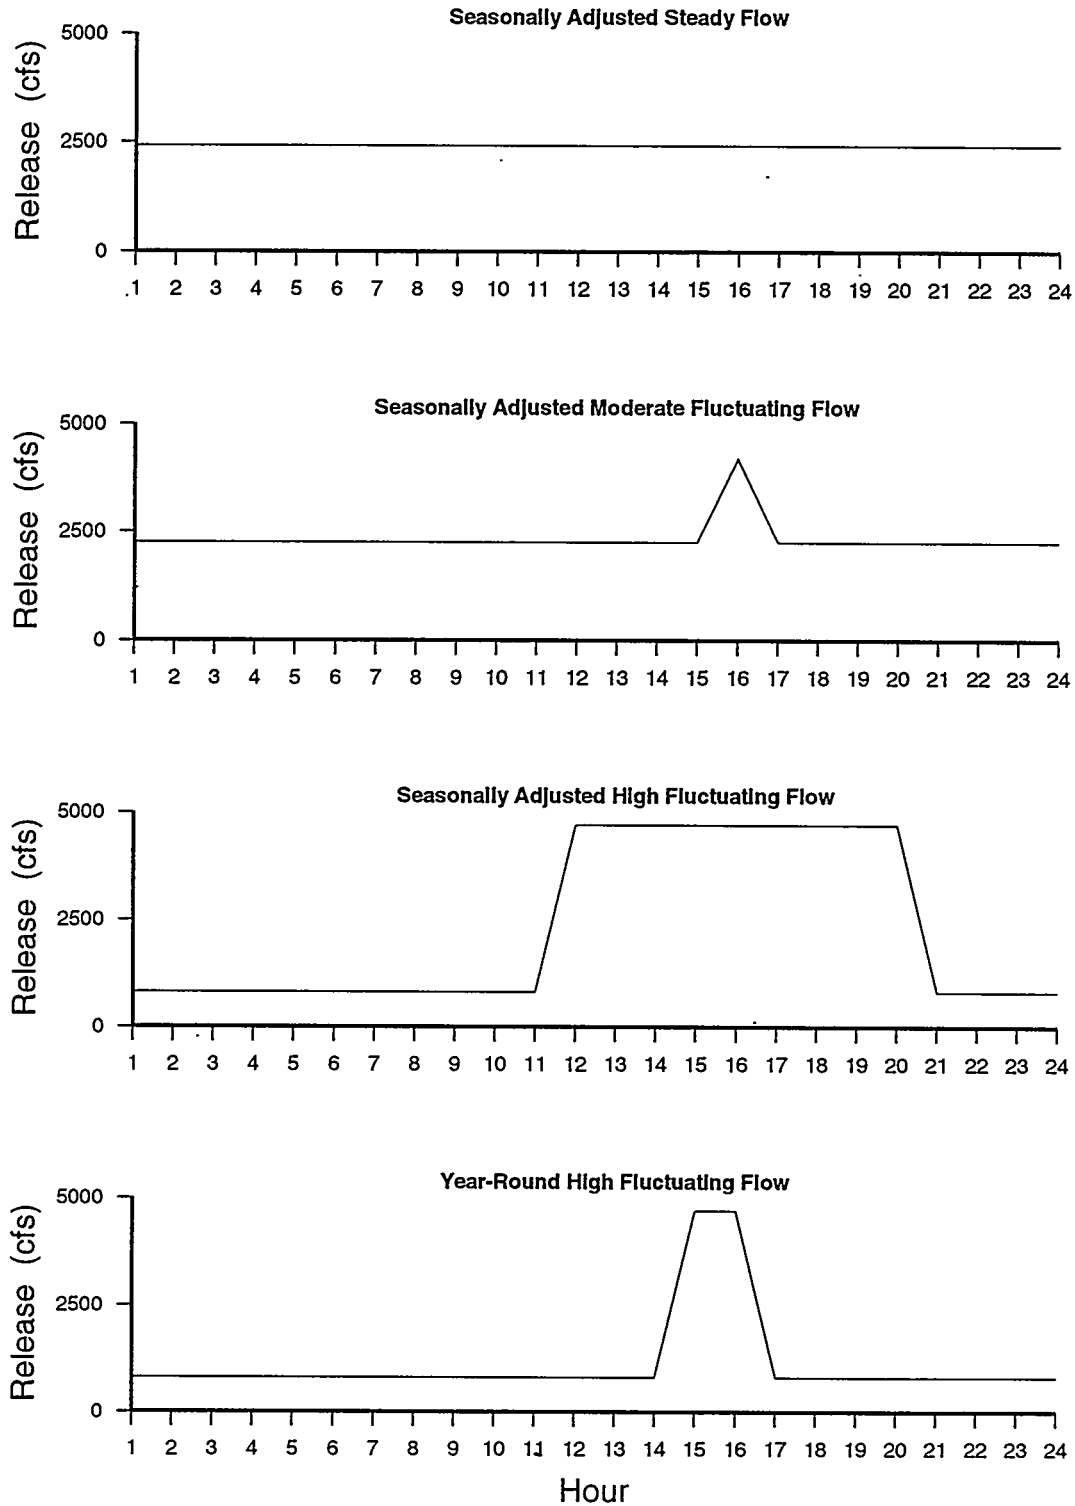 Seasonally Adjusted Steady Flow
5000
2500
0
Release (cfs)
1 2 3 4 5 6 7 8 9 10 11 12 13 14 15 16 17 18 19 20 21 22 23 24
Seasonally Adjusted Moderate Fluctuating Flow
5000
2500
0
Release (cfs)
1 2 3 4 5 6 7 8 9 10 11 12 13 14 15 16 17 18 19 20 21 22 23 24
Seasonally Adjusted High Fluctuating Flow
5000
2500
0
Release (cfs)
1 2 3 4 5 6 7 8 9 10 11 12 13 14 15 16 17 18 19 20 21 22 23 24
Year-Round High Fluctuating Flow
5000
2500
0
Release (cfs)
1 2 3 4 5 6 7 8 9 10 11 12 13 14 15 16 17 18 19 20 21 22 23 24
Hour